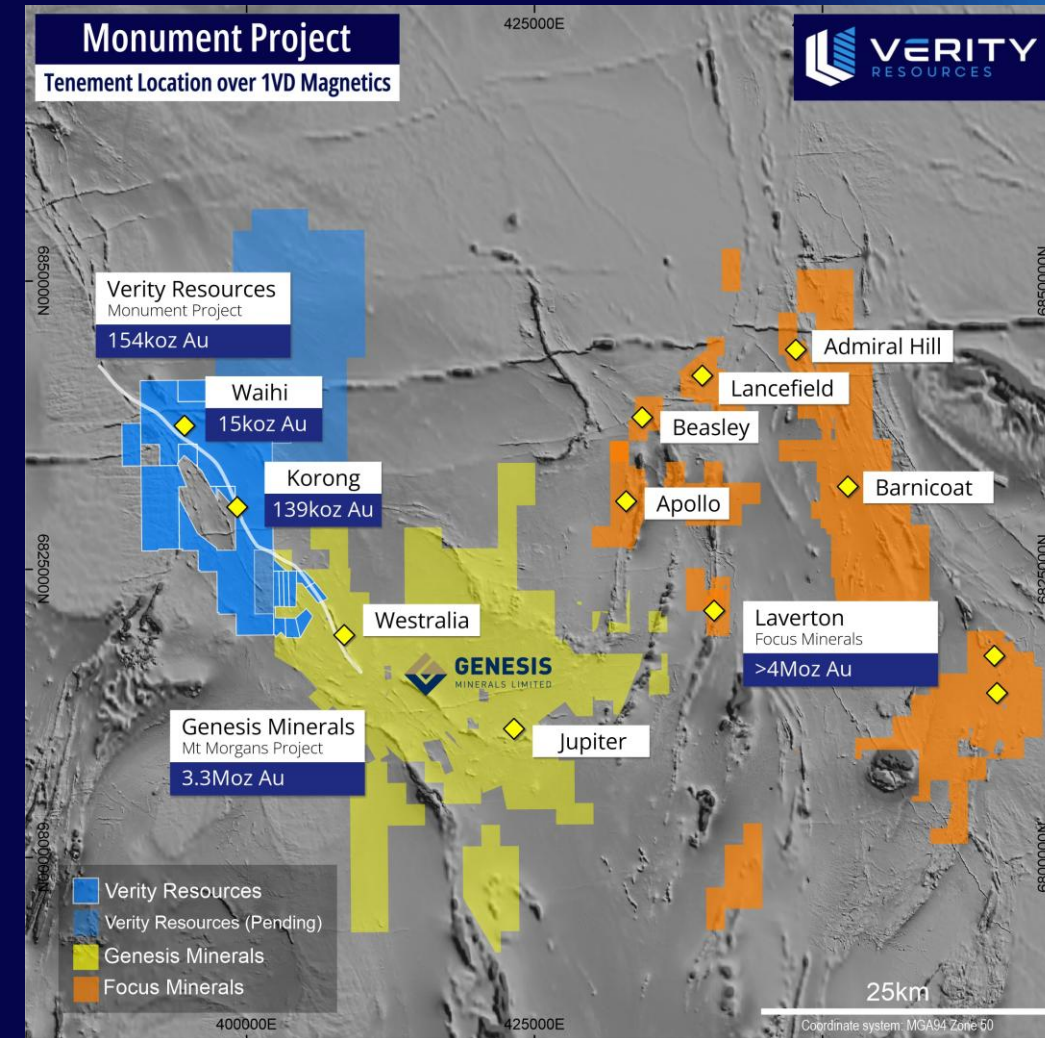 Monument Project
Tenement Location over 1VD Magnetics
425000E
VERITY
RESOURCES
6850000N
6850000N
Verity Resources
Monument Project
154koz Au
Admiral Hill
Lancefield
Waihi
15koz Au
Beasley
Korong
139koz Au
Apollo
Barnicoat
6825000N
6825000N
Westralia
Laverton
Focus Minerals
>4Moz Au
GENESIS
MINERALS LIMITED
Genesis Minerals
Mt Morgans Project
3.3Moz Au
Jupiter
6800000N
6800000N
Verity Resources
Verity Resources (Pending)
Genesis Minerals
Focus Minerals
25km
400000E
425000E
Coordinate system: MGA94 Zone 50